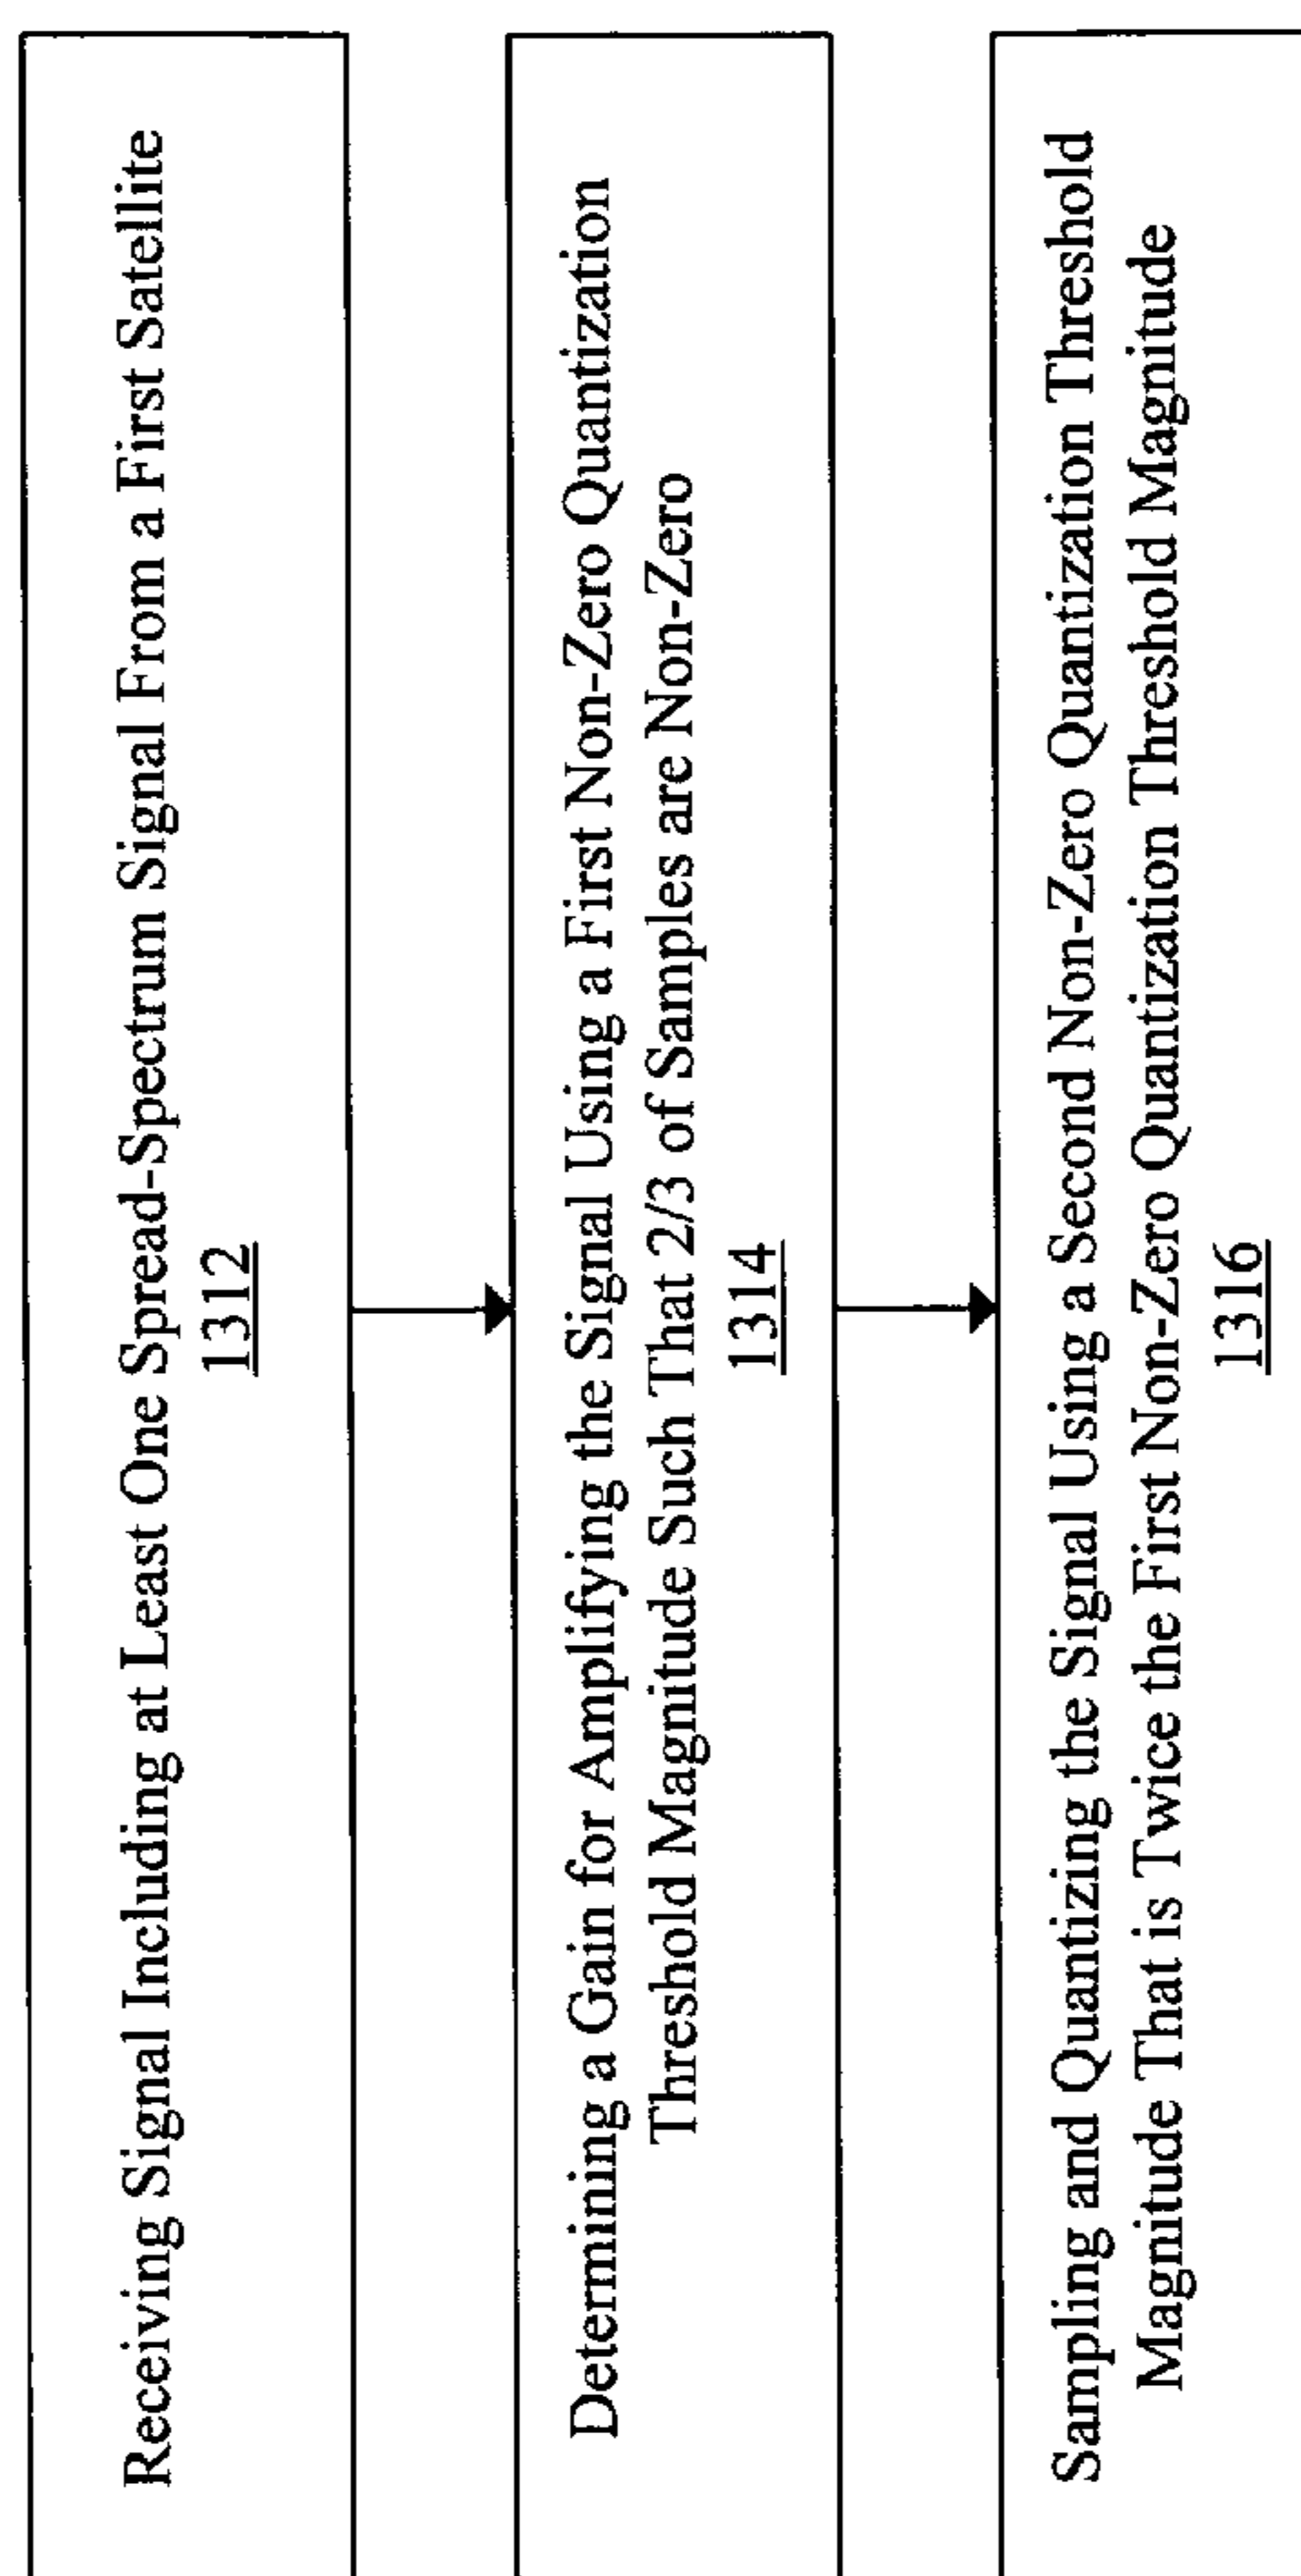 Receiving Signal Including at Least One Spread-Spectrum Signal From a First Satellite
1312
Determining a Gain for Amplifying the Signal Using a First Non-Zero Quantization
Threshold Magnitude Such That 2/3 of Samples are Non-Zero
1314
Sampling and Quantizing the Signal Using a Second Non-Zero Quantization Threshold
Magnitude That is Twice the First Non-Zero Quantization Threshold Magnitude
1316